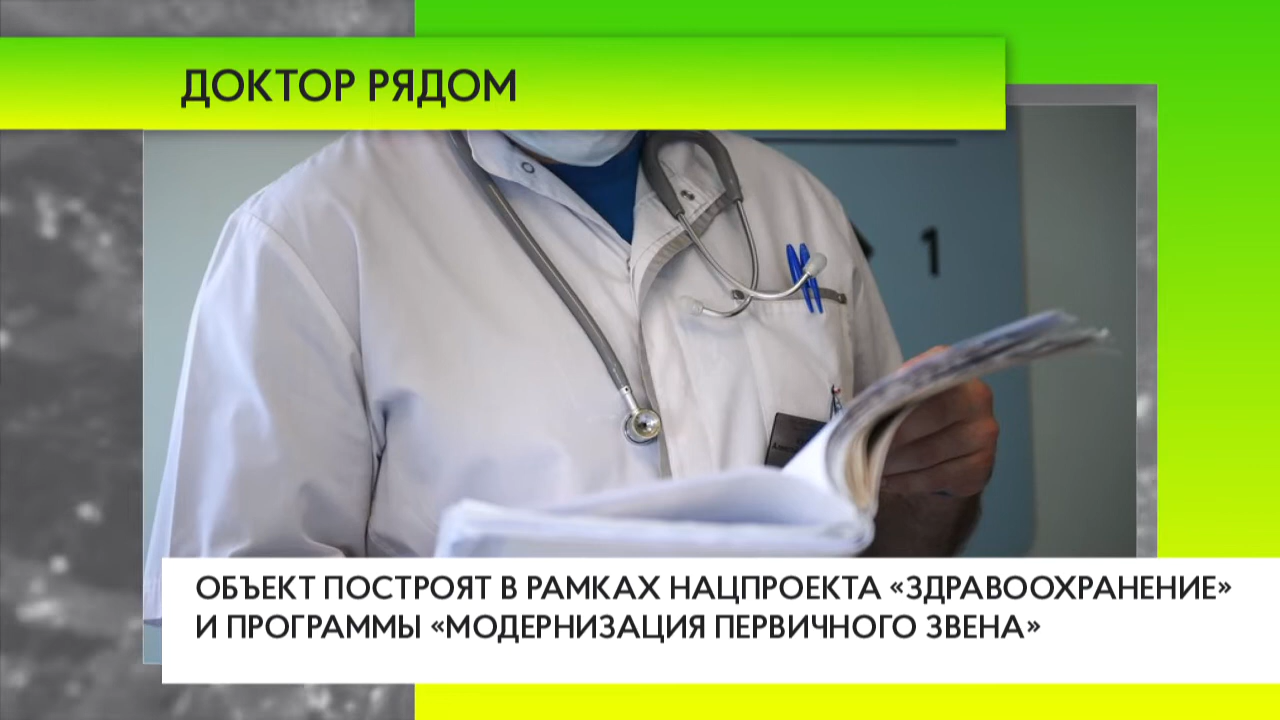 ДОКТОР РЯДОМ
1
ОБЪЕКТ ПОСТРОЯТ В РАМКАХ НАЦПРОЕКТА «ЗДРАВООХРАНЕНИЕ»
И ПРОГРАММЫ «МОДЕРНИЗАЦИЯ ПЕРВИЧНОГО ЗВЕНА»